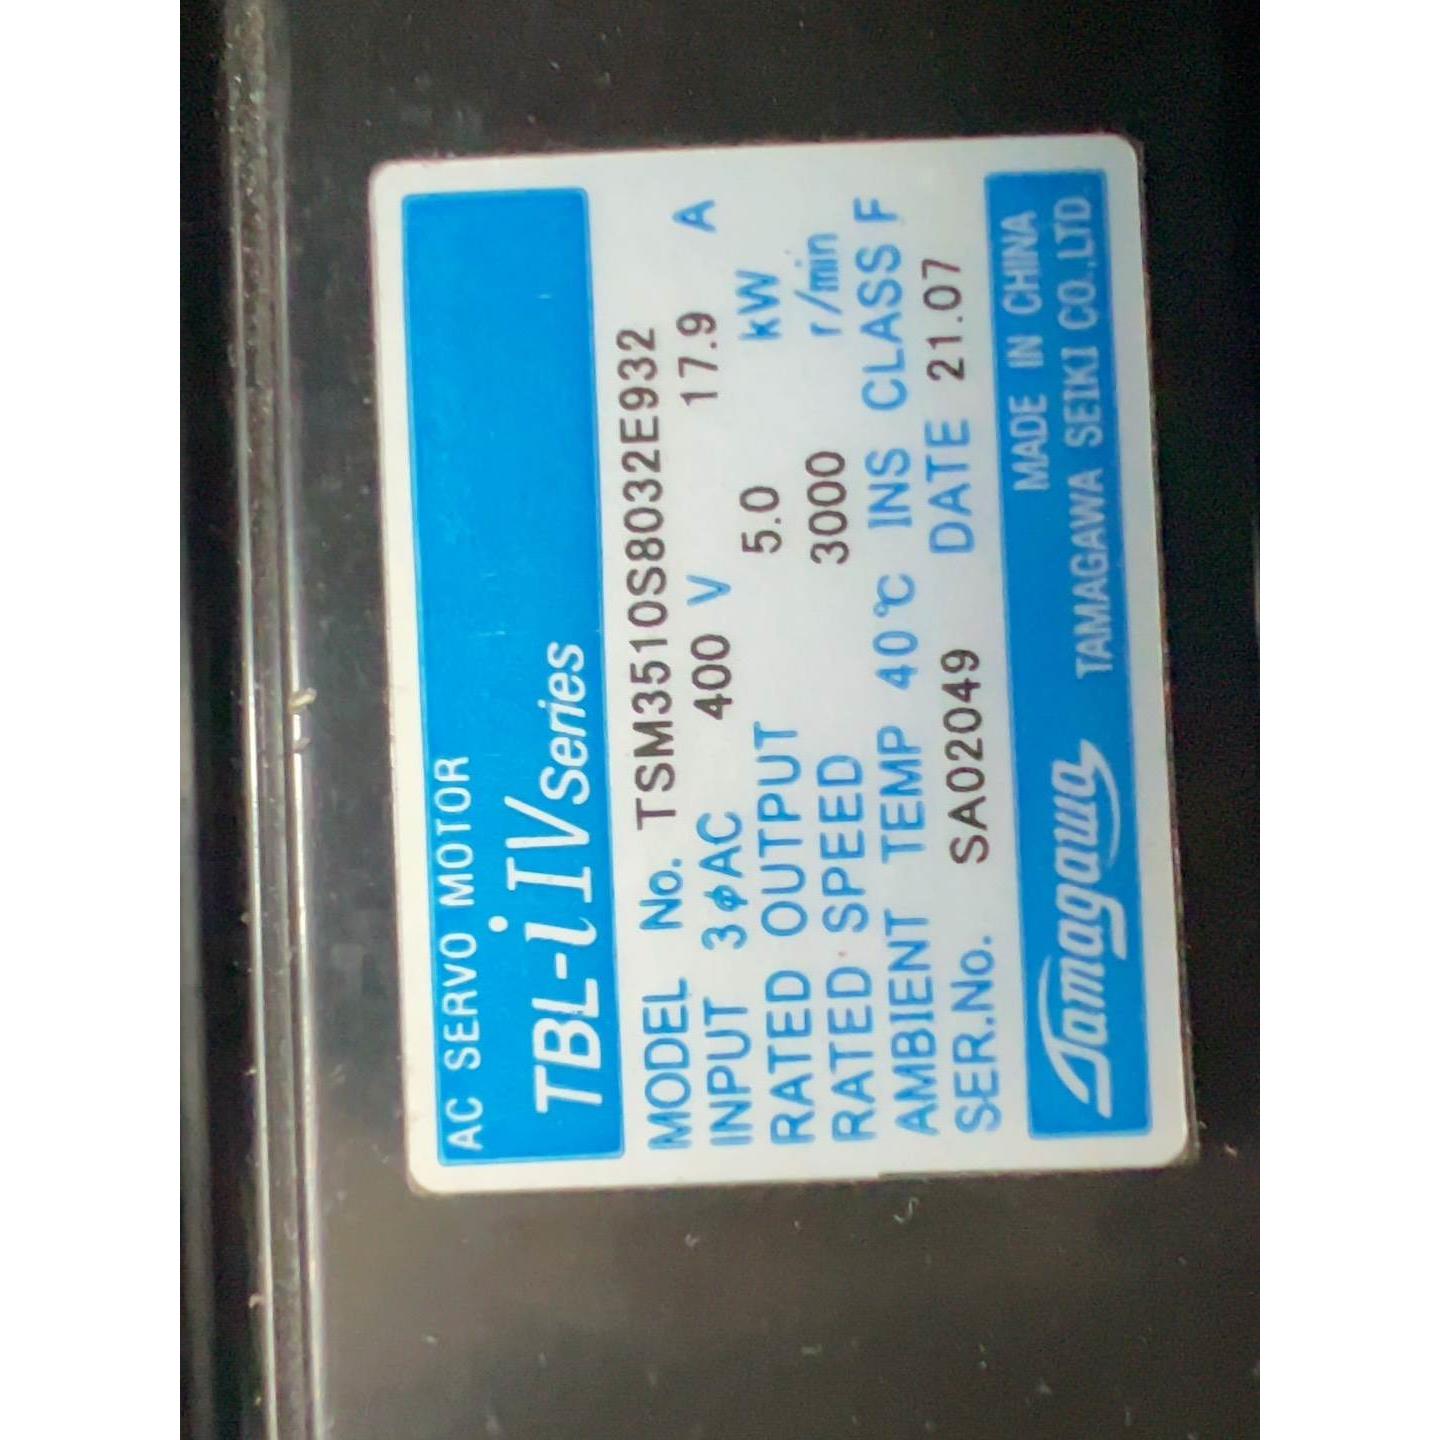 AC SERVO MOTOR
TBL-i IV Series
MODEL No. TSM3510S8032E932
INPUT 3φAC 400 V 17.9 A
RATED OUTPUT 5.0 kW
RATED SPEED 3000 r/min
AMBIENT TEMP 40℃ INS CLASS F
SER.No. SA02049 DATE 21.07
MADE IN CHINA
Tamagawa TAMAGAWA SEIKI CO.,LTD.